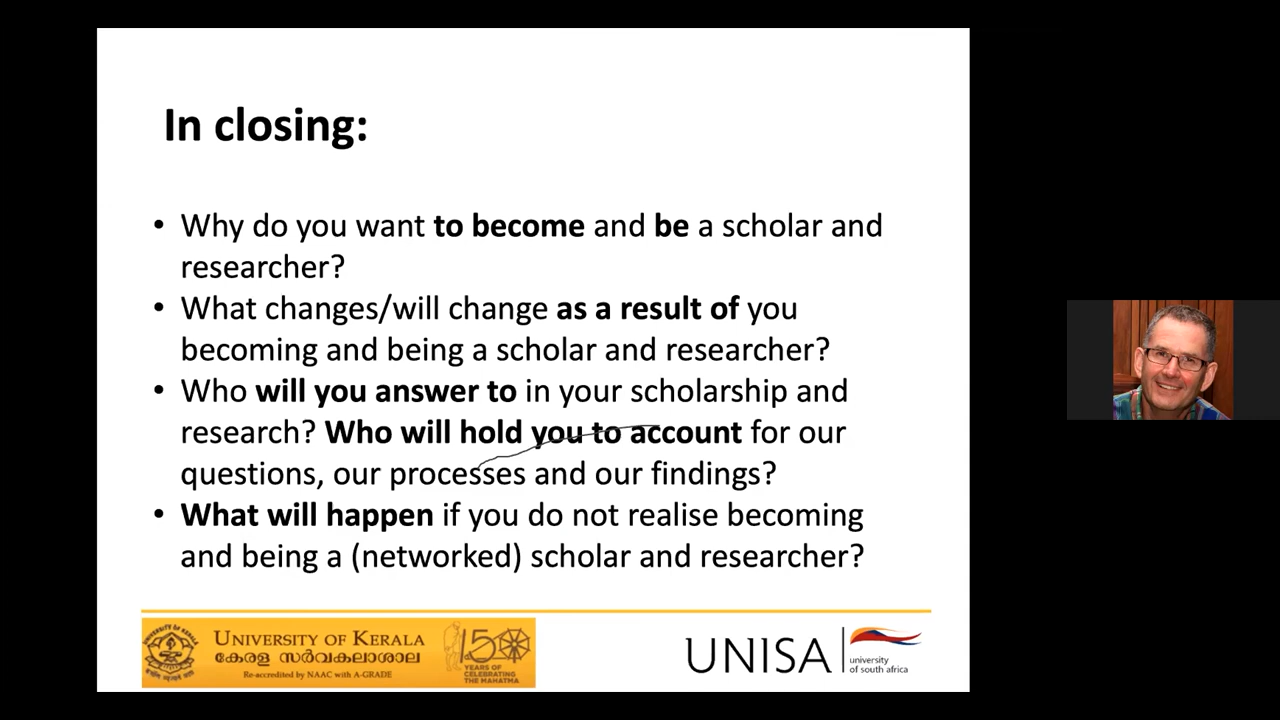 In closing:
• Why do you want to become and be a scholar and
researcher?
• What changes/will change as a result of you
becoming and being a scholar and researcher?
• Who will you answer to in your scholarship and
research? Who will hold you to account for our
questions, our processes and our findings?
• What will happen if you do not realise becoming
and being a (networked) scholar and researcher?
UNIVERSITY OF KERALA
കേരള സർവകലാശാല
Re-accredited by NAAC with A-GRADE
150
YEARS OF
CELEBRATING
THE MAHATMA
UNISA
university
of south africa